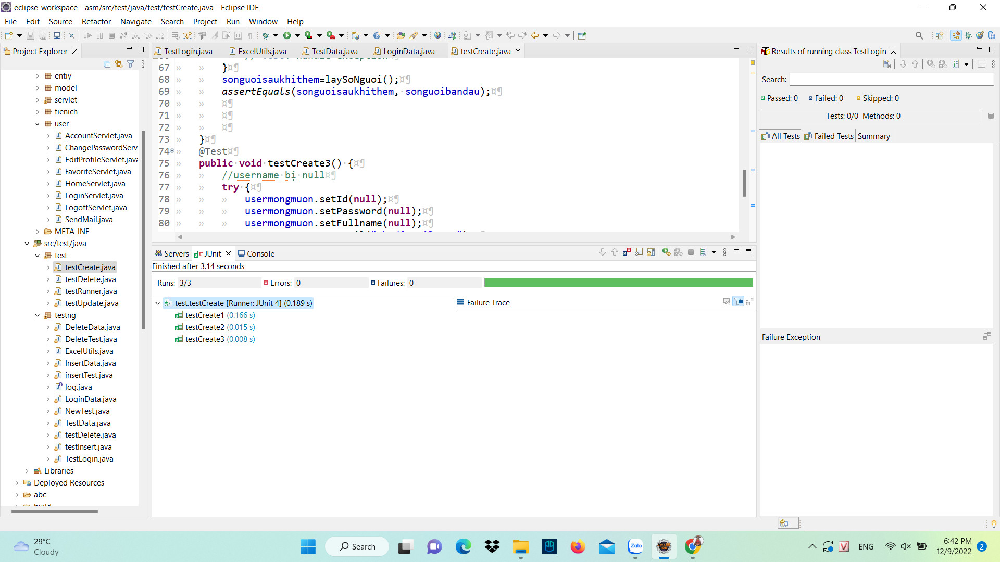 eclipse-workspace - asm/src/test/java/test/testCreate.java - Eclipse IDE
File Edit Source Refactor Navigate Search Project Run Window Help
Project Explorer
entiy
model
servlet
tienich
user
AccountServlet.java
ChangePasswordServ
EditProfileServlet.java
FavoriteServlet.java
HomeServlet.java
LoginServlet.java
LogoffServlet.java
SendMail.java
META-INF
src/test/java
test
testCreate.java
testDelete.java
testRunner.java
testUpdate.java
testng
DeleteData.java
DeleteTest.java
ExcelUtils.java
InsertData.java
insertTest.java
log.java
LoginData.java
NewTest.java
TestData.java
testDelete.java
testInsert.java
TestLogin.java
Libraries
Deployed Resources
abc
TestLogin.java ExcelUtils.java TestData.java LoginData.java testCreate.java
67 » » }¤¶
68 » » songuoisaukhithem=laySoNguoi();¤¶
69 » » assertEquals(songuoisaukhithem,·songuoibandau);¤¶
70 » » ¤¶
71 » » ¤¶
72 » » ¤¶
73 » }¤¶
74 » @Test¤¶
75 » public·void·testCreate3()·{¤¶
76 » » //username·bi·null¤¶
77 » » try·{¤¶
78 » » » usermongmuon.setId(null);¤¶
79 » » » usermongmuon.setPassword(null);¤¶
80 » » » usermongmuon.setFullname(null);¤¶
Servers JUnit Console
Finished after 3.14 seconds
Runs: 3/3 Errors: 0 Failures: 0
test.testCreate [Runner: JUnit 4] (0.189 s)
testCreate1 (0.166 s)
testCreate2 (0.015 s)
testCreate3 (0.008 s)
Failure Trace
Results of running class TestLogin
Search:
Passed: 0 Failed: 0 Skipped: 0
Tests: 0/0 Methods: 0
All Tests Failed Tests Summary
Failure Exception
29°C
Cloudy
Search
Zalo
ENG
6:42 PM
12/9/2022
2